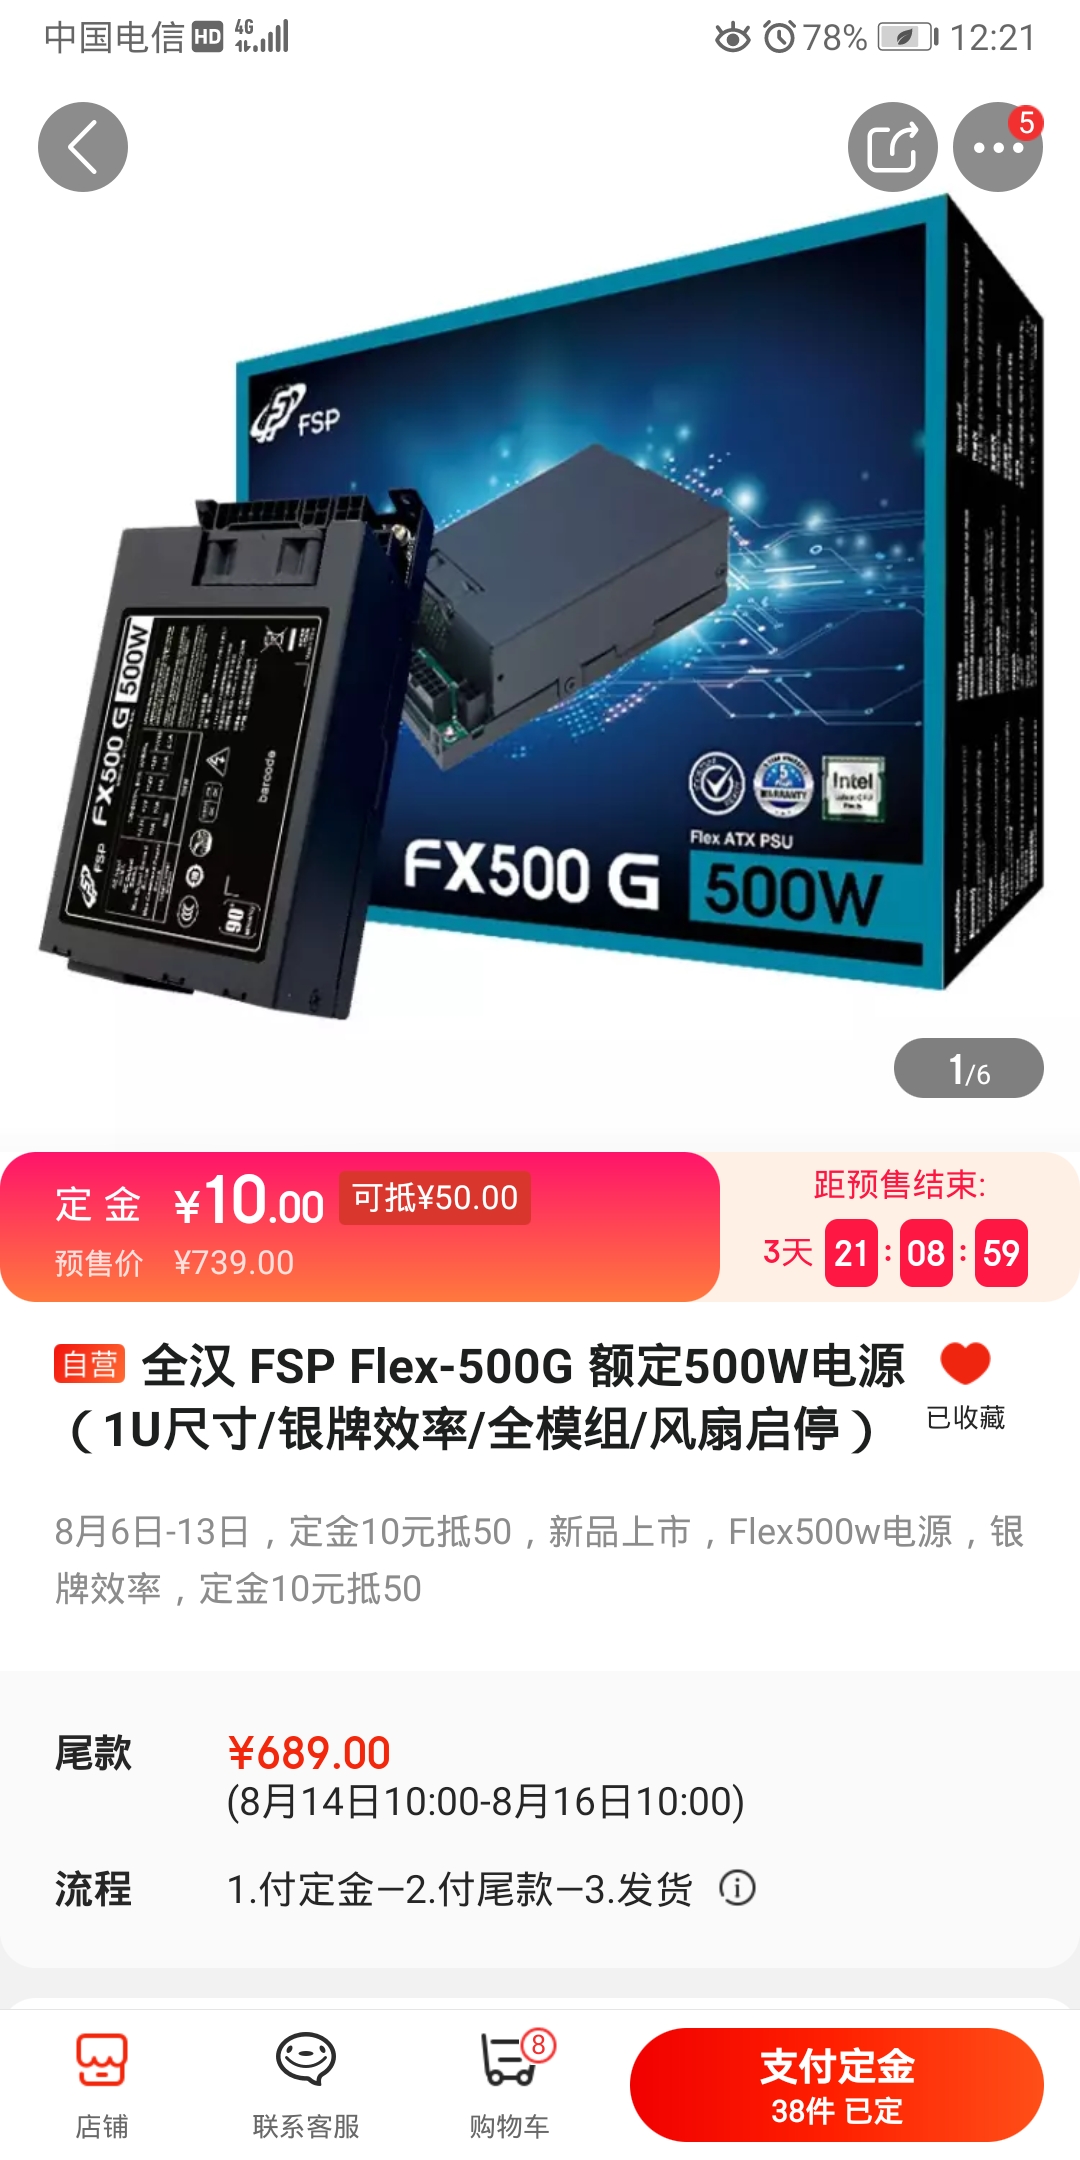 中国电信 HD 4G 78% 12:21
5
FSP
FSP FX500 G 500W
barcode
90°
5
WARRANTY
Intel
Flex ATX PSU
FX500 G 500W
1/6
定金 ¥10.00 可抵¥50.00
预售价 ¥739.00
距预售结束:
3天 21 : 08 : 59
自营 全汉 FSP Flex-500G 额定500W电源
（1U尺寸/银牌效率/全模组/风扇启停）
已收藏
8月6日-13日，定金10元抵50，新品上市，Flex500w电源，银
牌效率，定金10元抵50
尾款 ¥689.00
(8月14日10:00-8月16日10:00)
流程 1.付定金—2.付尾款—3.发货
店铺
联系客服
8
购物车
支付定金
38件 已定